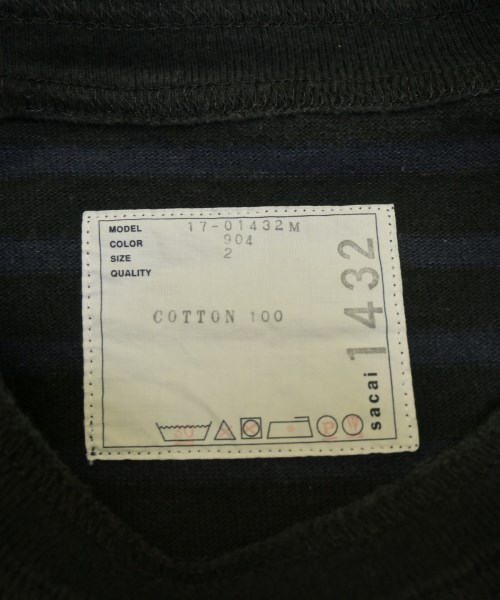 MODEL 17-01432M
COLOR 904
SIZE 2
QUALITY
COTTON 100
P
sacai 1432